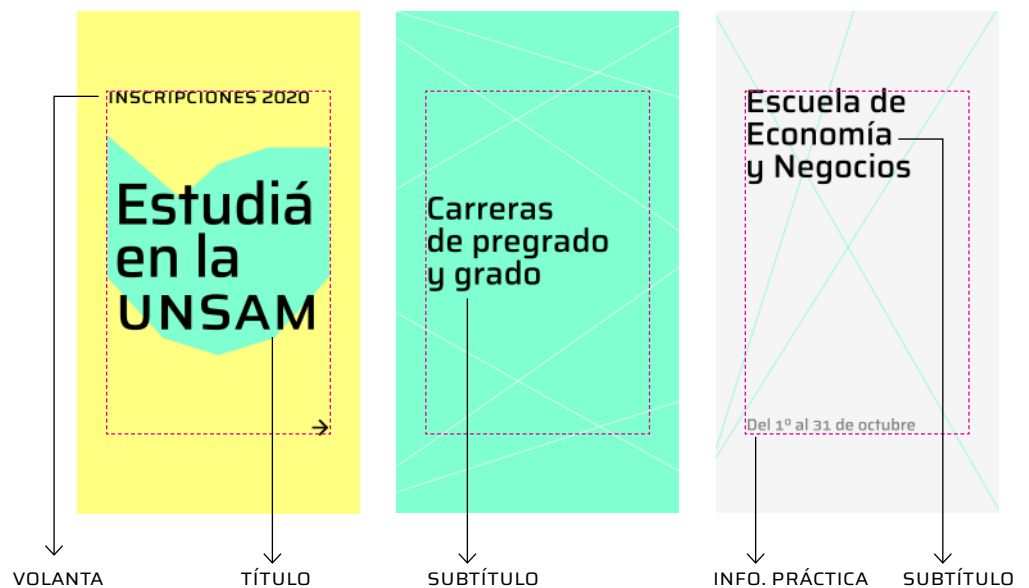 INSCRIPCIONES 2020
Estudiá
en la
UNSAM
Carreras
de pregrado
y grado
Escuela de
Economía
y Negocios
Del 1º al 31 de octubre
VOLANTA
TÍTULO
SUBTÍTULO
INFO. PRÁCTICA
SUBTÍTULO